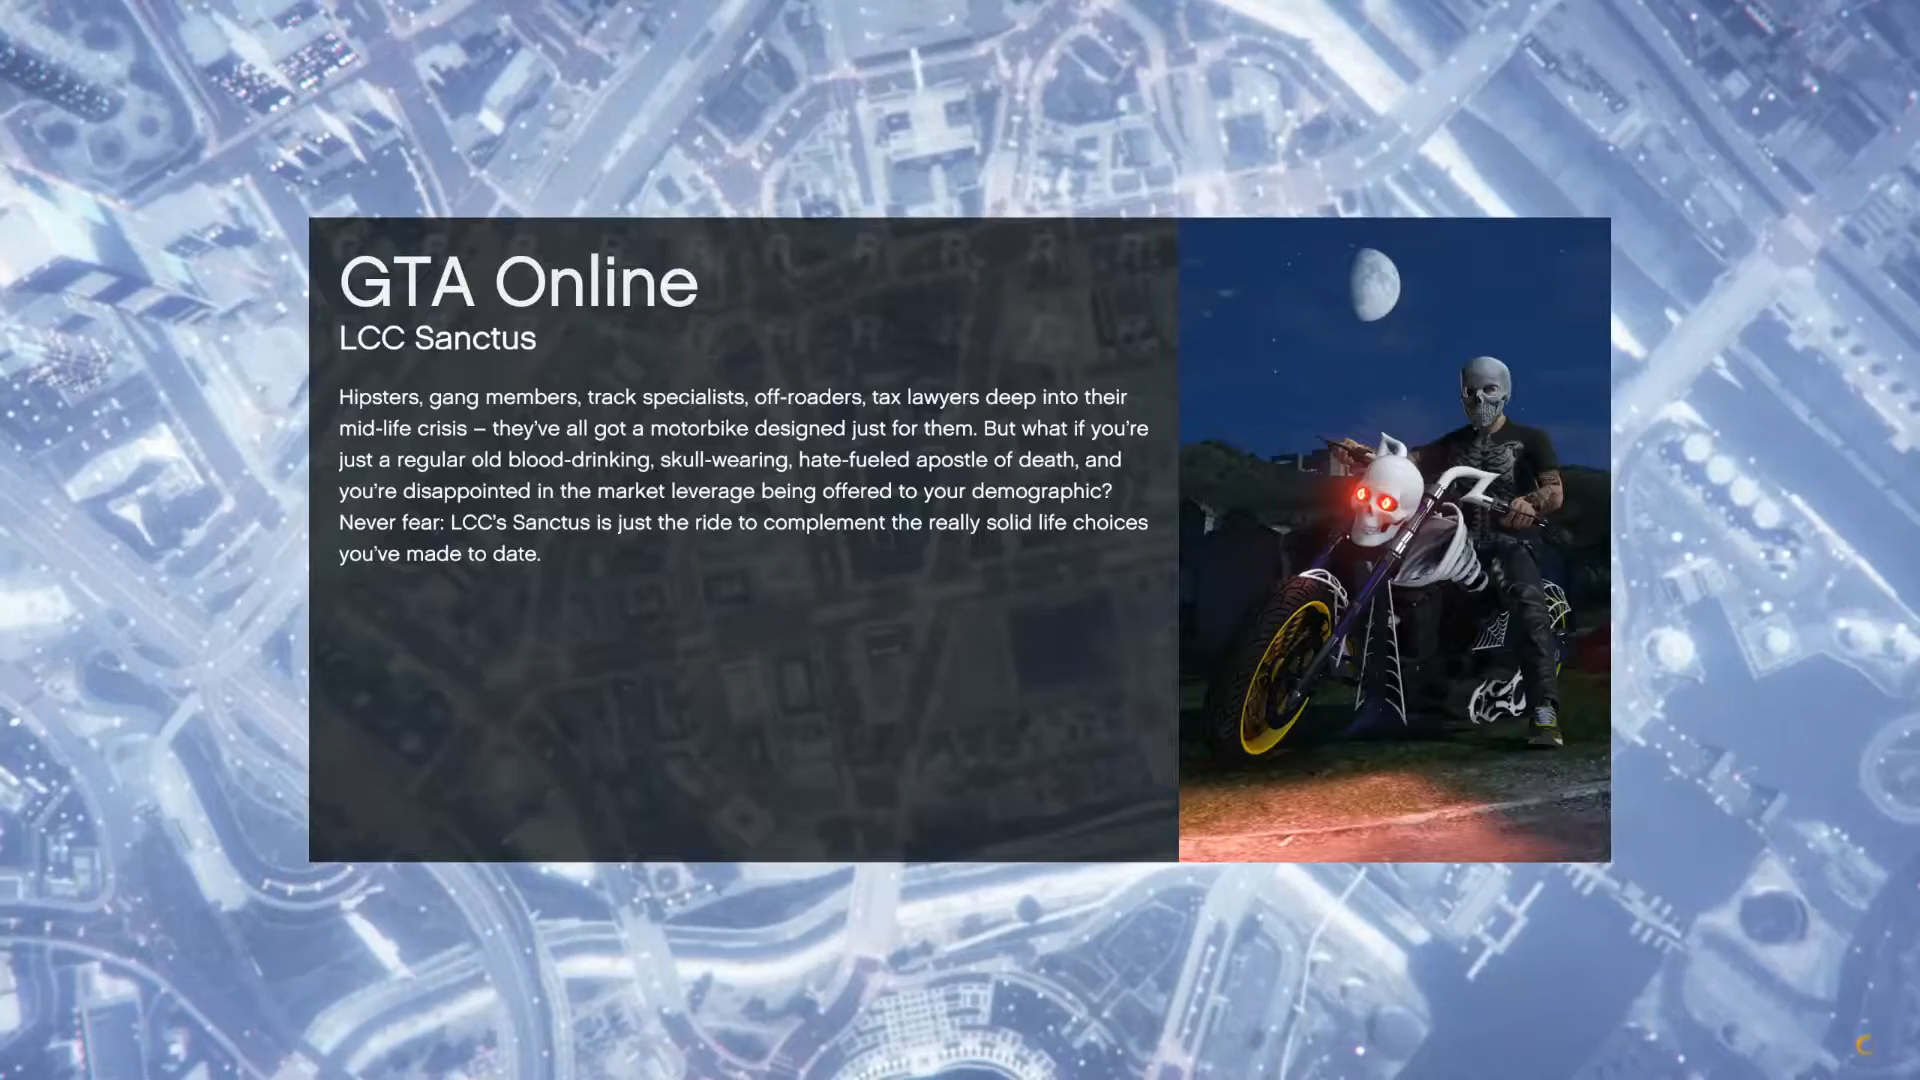 GTA Online
LCC Sanctus
Hipsters, gang members, track specialists, off-roaders, tax lawyers deep into their
mid-life crisis – they’ve all got a motorbike designed just for them. But what if you’re
just a regular old blood-drinking, skull-wearing, hate-fueled apostle of death, and
you’re disappointed in the market leverage being offered to your demographic?
Never fear: LCC’s Sanctus is just the ride to complement the really solid life choices
you’ve made to date.